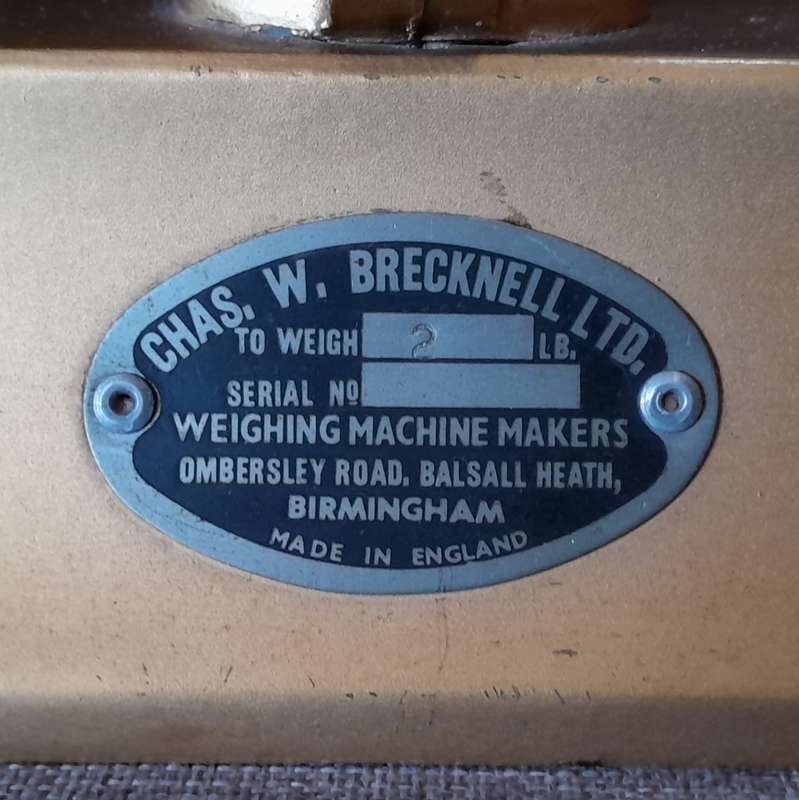 CHAS. W. BRECKNELL LTD.
TO WEIGH 2 LB.
SERIAL Nº
WEIGHING MACHINE MAKERS
OMBERSLEY ROAD. BALSALL HEATH,
BIRMINGHAM
MADE IN ENGLAND